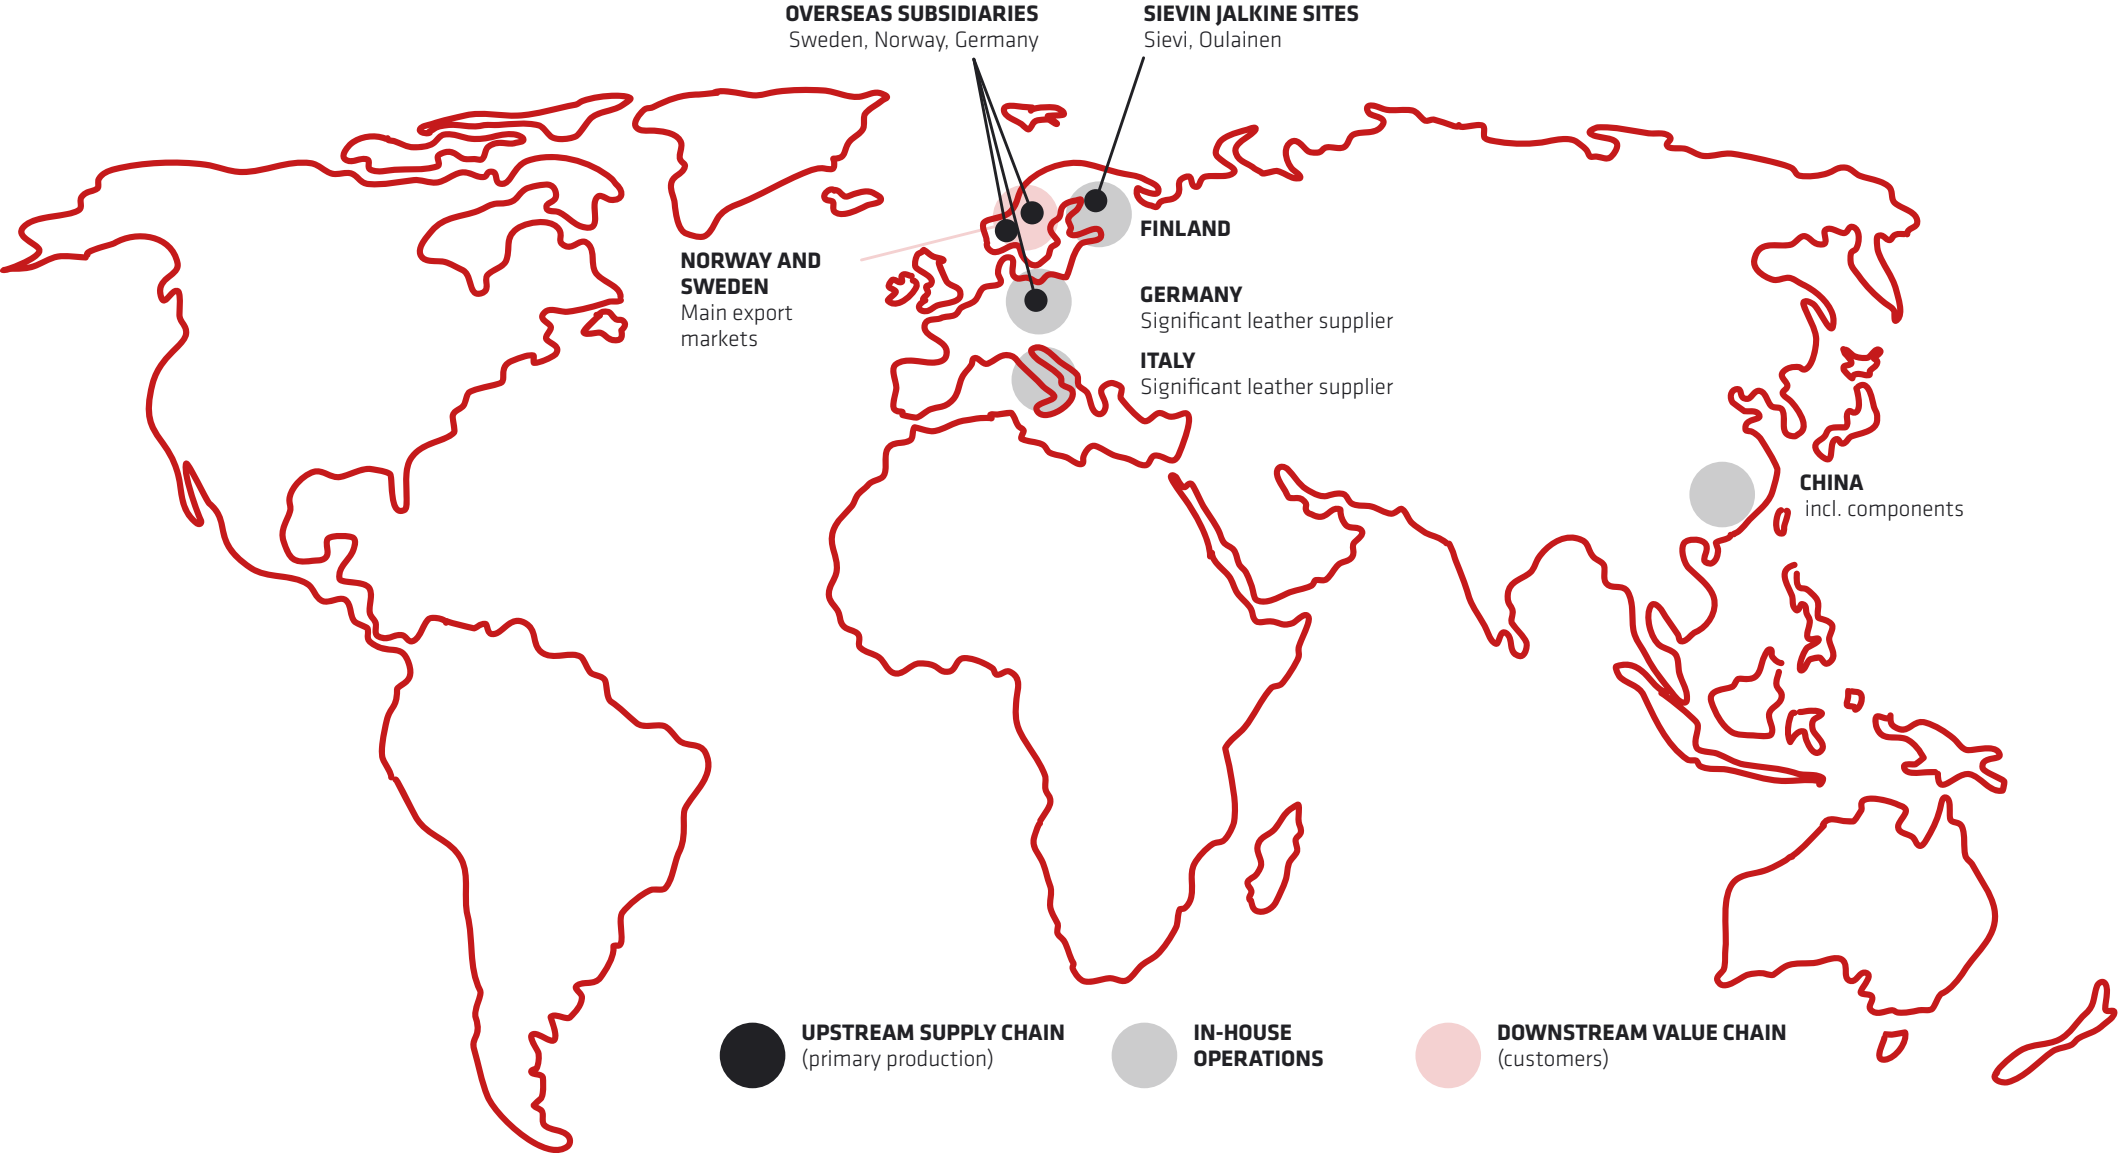 OVERSEAS SUBSIDIARIES
Sweden, Norway, Germany
SIEVIN JALKINE SITES
Sievi, Oulainen
FINLAND
NORWAY AND
SWEDEN
Main export
markets
GERMANY
Significant leather supplier
ITALY
Significant leather supplier
CHINA
incl. components
UPSTREAM SUPPLY CHAIN
(primary production)
IN-HOUSE
OPERATIONS
DOWNSTREAM VALUE CHAIN
(customers)